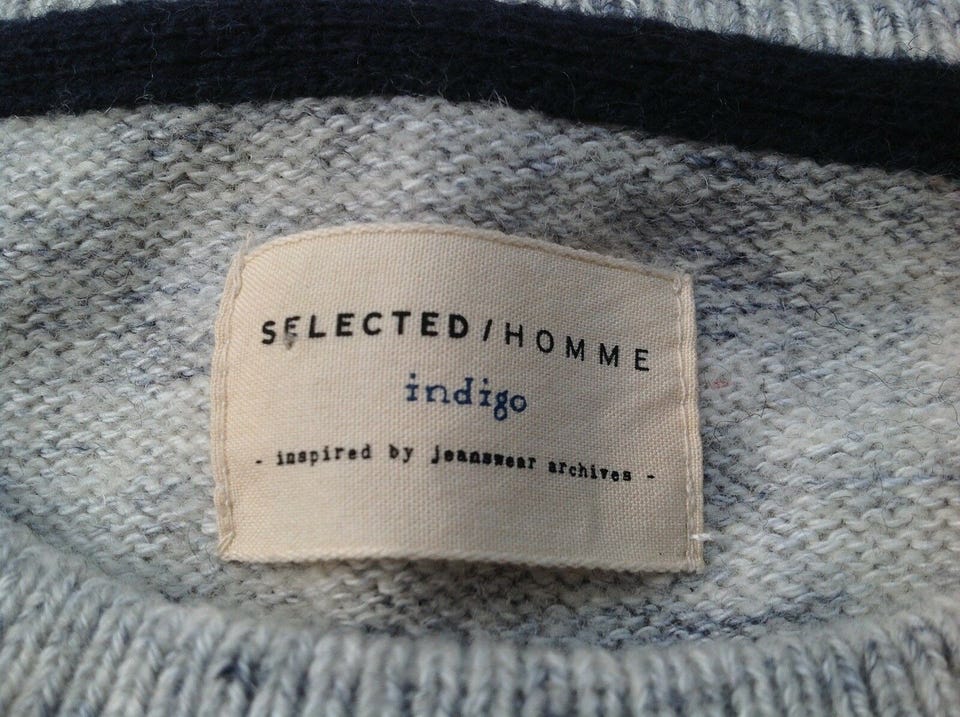 SELECTED/HOMME
indigo
- inspired by jeanswear archives -